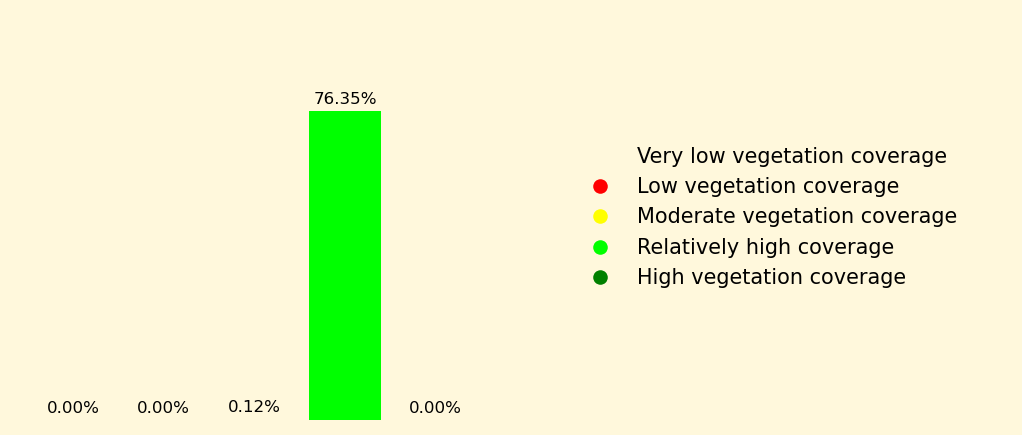 76.35%
0.00%
0.00%
0.12%
0.00%
Very low vegetation coverage
Low vegetation coverage
Moderate vegetation coverage
Relatively high coverage
High vegetation coverage